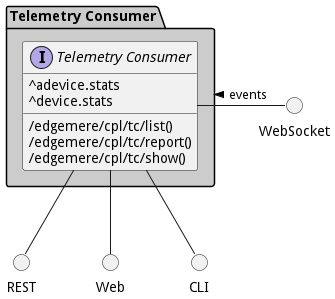 Telemetry Consumer
I Telemetry Consumer
^adevice.stats
^device.stats
/edgemere/cpl/tc/list()
/edgemere/cpl/tc/report()
/edgemere/cpl/tc/show()
events
WebSocket
REST
Web
CLI